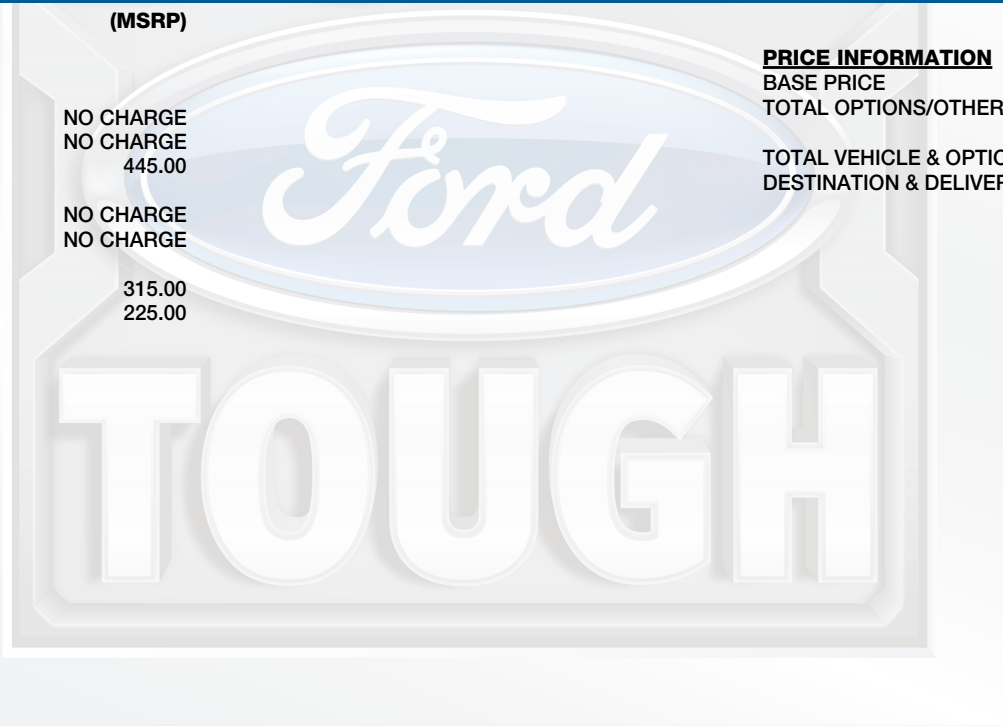 (MSRP)
NO CHARGE
NO CHARGE
445.00
NO CHARGE
NO CHARGE
315.00
225.00
PRICE INFORMATION
BASE PRICE
TOTAL OPTIONS/OTHER
TOTAL VEHICLE & OPTIO
DESTINATION & DELIVER
Ford
TOUGH